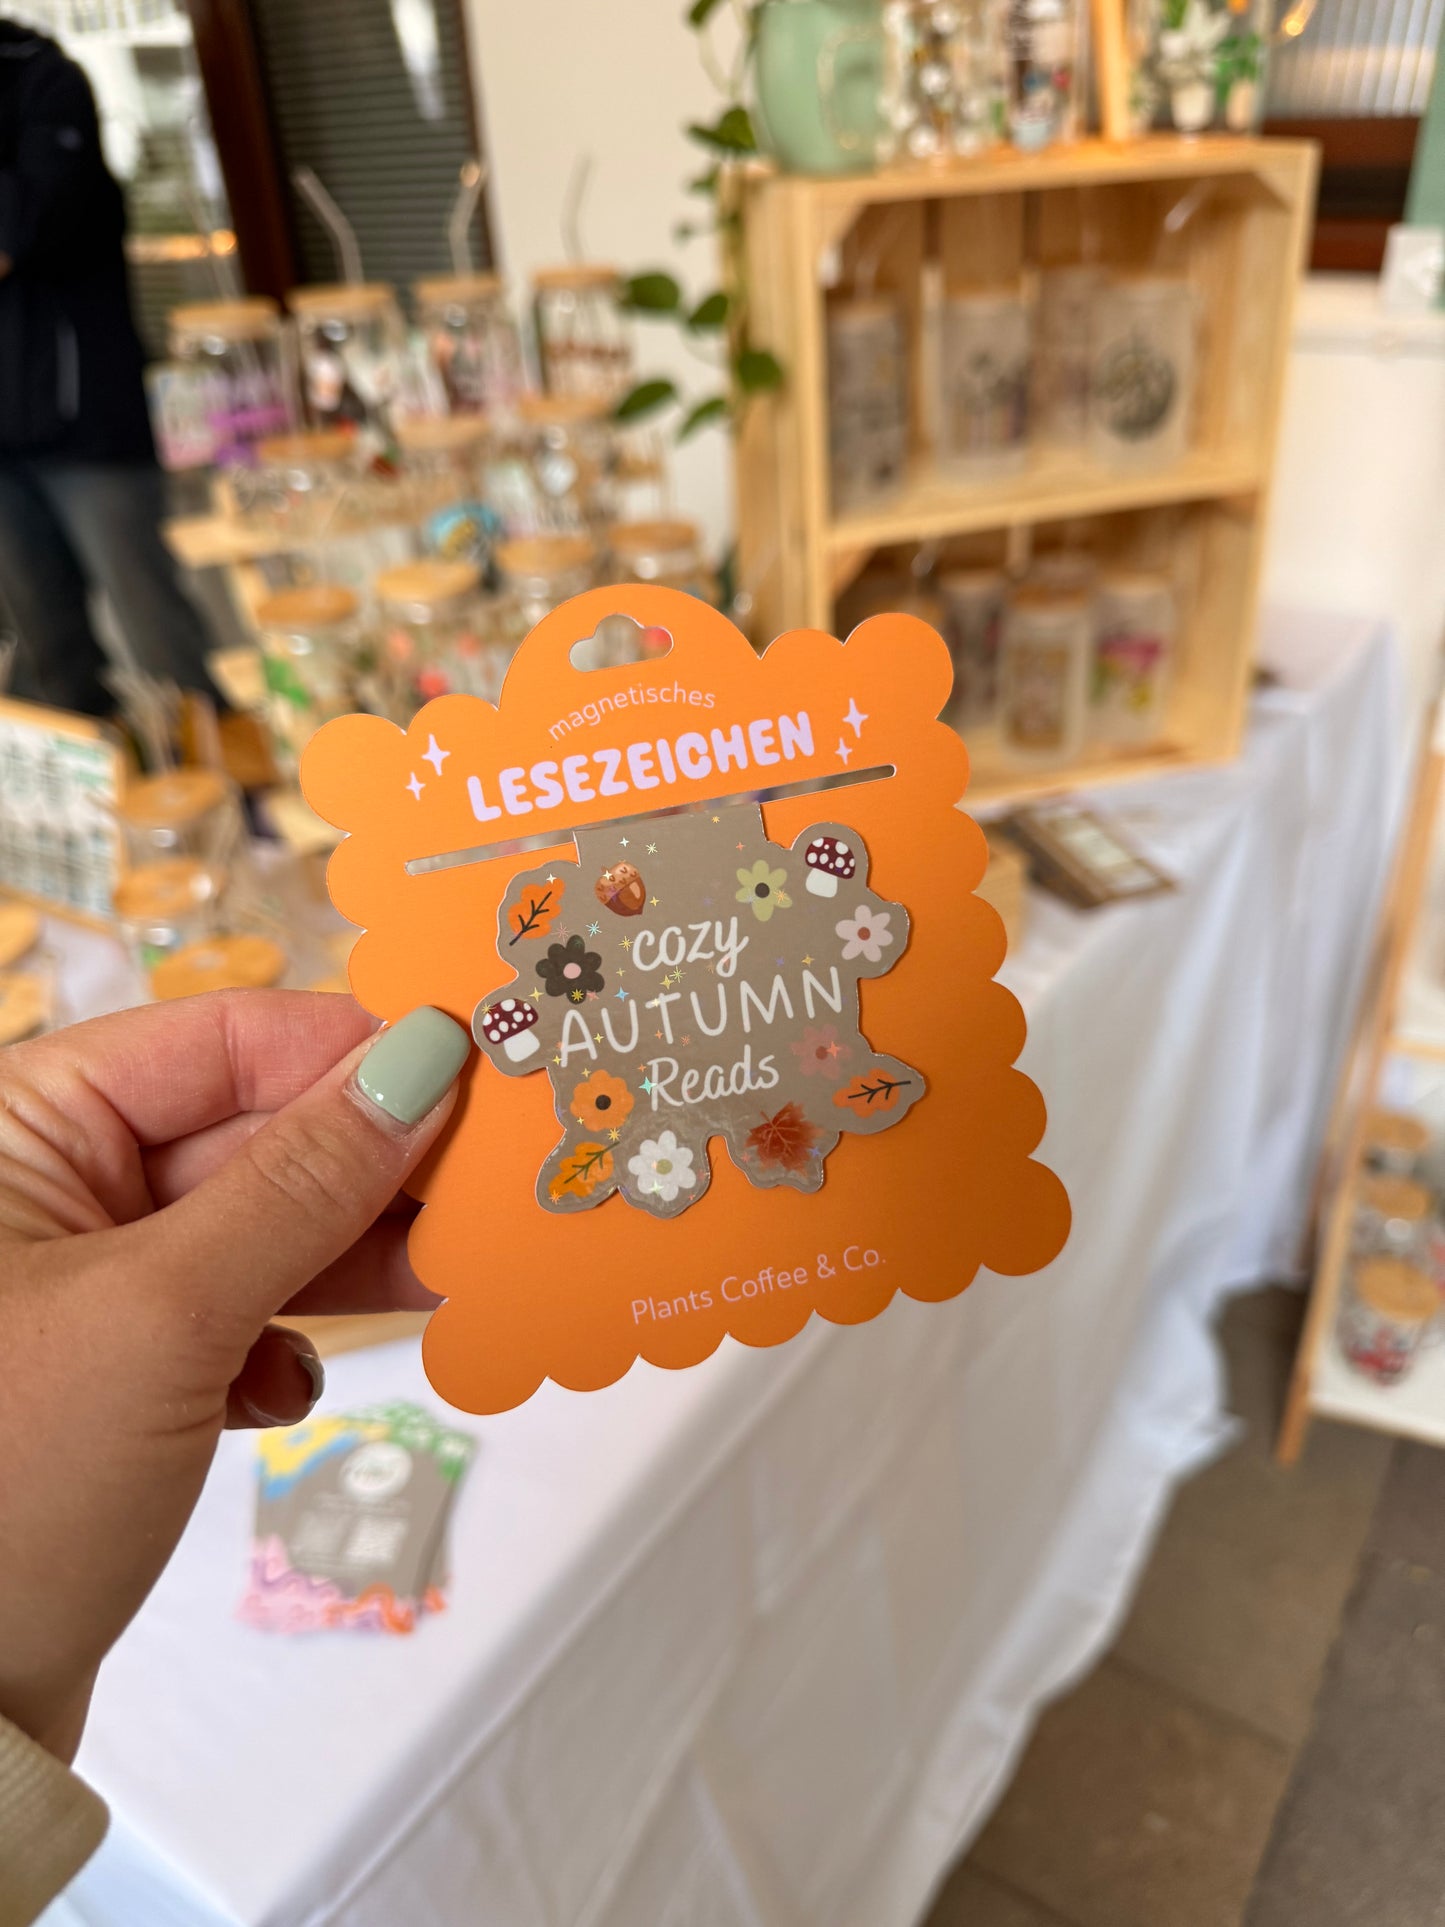 magnetisches
LESEZEICHEN
cozy
AUTUMN
Reads
Plants Coffee & Co.